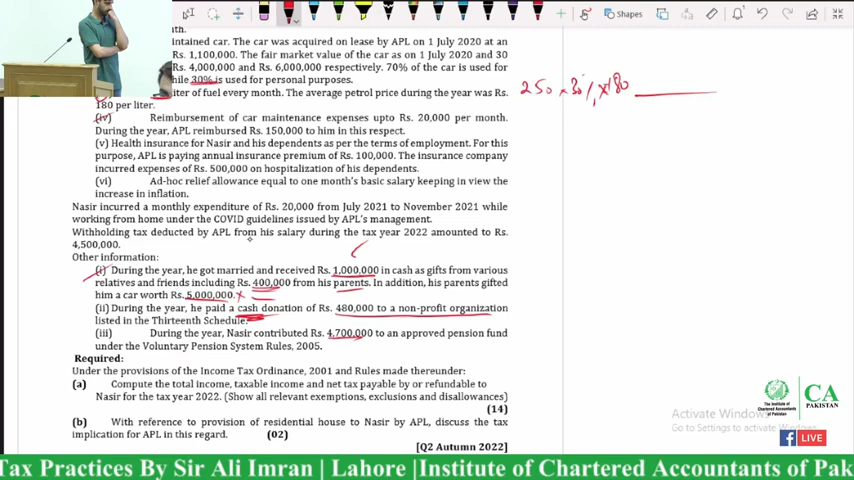 Shapes
ntained car. The car was acquired on lease by APL on 1 July 2020 at an
Rs. 1,100,000. The fair market value of the car as on 1 July 2020 and 30
Rs. 4,000,000 and Rs. 6,000,000 respectively. 70% of the car is used for
hile 30% is used for personal purposes.
liter of fuel every month. The average petrol price during the year was Rs.
180 per liter.
(iv) Reimbursement of car maintenance expenses upto Rs. 20,000 per month.
During the year, APL reimbursed Rs. 150,000 to him in this respect.
(v) Health insurance for Nasir and his dependents as per the terms of employment. For this
purpose, APL is paying annual insurance premium of Rs. 100,000. The insurance company
incurred expenses of Rs. 500,000 on hospitalization of his dependents.
(vi) Ad-hoc relief allowance equal to one month's basic salary keeping in view the
increase in inflation.
Nasir incurred a monthly expenditure of Rs. 20,000 from July 2021 to November 2021 while
working from home under the COVID guidelines issued by APL's management.
Withholding tax deducted by APL from his salary during the tax year 2022 amounted to Rs.
4,500,000.
Other information:
(i) During the year, he got married and received Rs. 1,000,000 in cash as gifts from various
relatives and friends including Rs. 400,000 from his parents. In addition, his parents gifted
him a car worth Rs. 5,000,000.
(ii) During the year, he paid a cash donation of Rs. 480,000 to a non-profit organization
listed in the Thirteenth Schedule.
(iii) During the year, Nasir contributed Rs. 4,700,000 to an approved pension fund
under the Voluntary Pension System Rules, 2005.
Required:
Under the provisions of the Income Tax Ordinance, 2001 and Rules made thereunder:
(a) Compute the total income, taxable income and net tax payable by or refundable to
Nasir for the tax year 2022. (Show all relevant exemptions, exclusions and disallowances)
(14)
(b) With reference to provision of residential house to Nasir by APL, discuss the tax
implication for APL in this regard. (02)
[Q2 Autumn 2022]
250 x 30% x 180
Activate Windows
Go to Settings to activate Windows.
The Institute of
Chartered Accountants
of Pakistan
CA
PAKISTAN
LIVE
Tax Practices By Sir Ali Imran | Lahore |Institute of Chartered Accountants of Pak